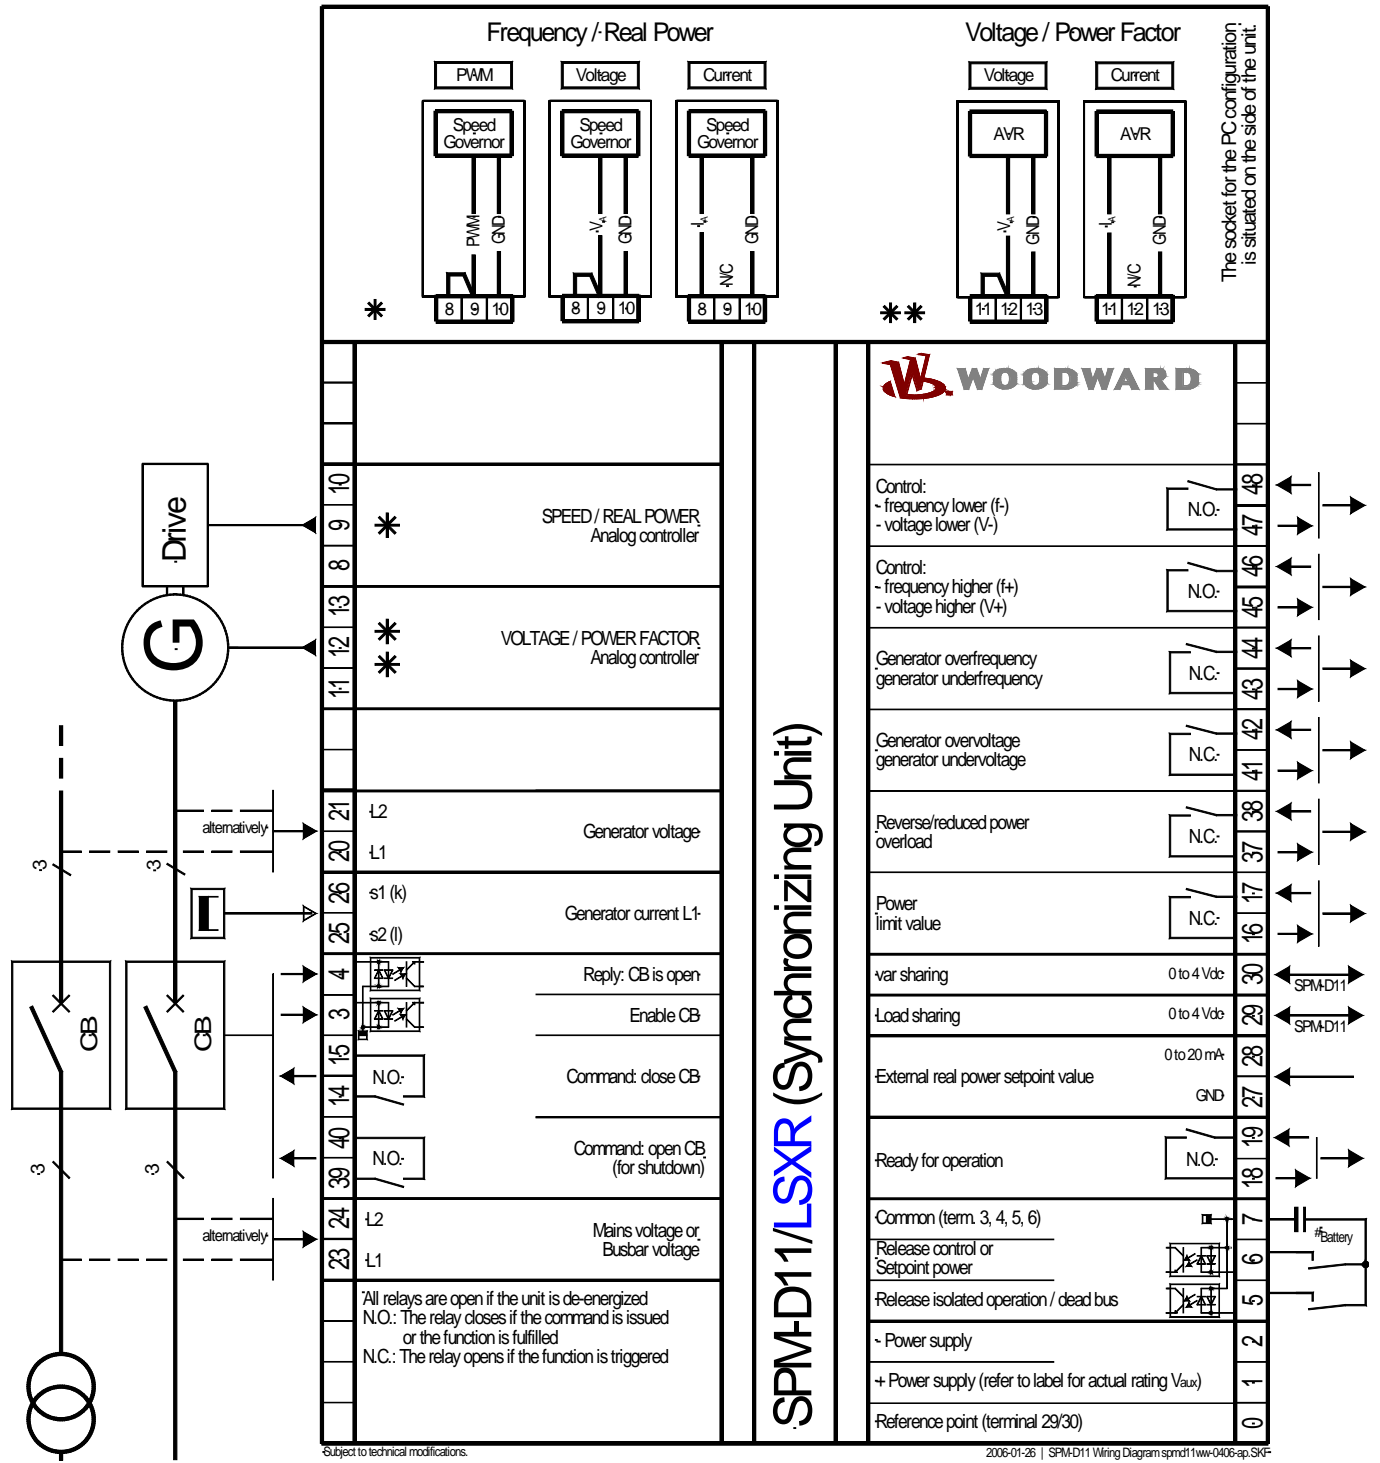 Frequency / Real Power
Voltage / Power Factor
The socket for the PC configuration
is situated on the side of the unit.
PWM
Voltage
Current
Voltage
Current
Speed
Governor
Speed
Governor
Speed
Governor
AVR
AVR
PWM
GND
VA
GND
IA
N/C
GND
VA
GND
IA
N/C
GND
* 8 9 10
8 9 10
8 9 10
** 11 12 13
11 12 13
WOODWARD
Drive
G
10
9
8
*
SPEED / REAL POWER
Analog controller
13
12
11
*
*
VOLTAGE / POWER FACTOR
Analog controller
alternatively
21 L2
20 L1
Generator voltage
3
3
26 s1 (k)
25 s2 (l)
Generator current L1
CB
CB
4 Reply: CB is open
3 Enable CB
15
14
N.O.
Command: close CB
40
39
N.O.
Command: open CB
(for shutdown)
3
3
alternatively
24 L2
23 L1
Mains voltage or
Busbar voltage
All relays are open if the unit is de-energized
N.O.: The relay closes if the command is issued
or the function is fulfilled
N.C.: The relay opens if the function is triggered
SPM-D11/LSXR (Synchronizing Unit)
Control:
- frequency lower (f-)
- voltage lower (V-)
N.O.
48
47
Control:
- frequency higher (f+)
- voltage higher (V+)
N.O.
46
45
Generator overfrequency
generator underfrequency
N.C.
44
43
Generator overvoltage
generator undervoltage
N.C.
42
41
Reverse/reduced power
overload
N.C.
38
37
Power
limit value
N.C.
17
16
var sharing 0 to 4 Vdc 30 SPM-D11
Load sharing 0 to 4 Vdc 29 SPM-D11
0 to 20 mA 28
External real power setpoint value
GND 27
Ready for operation
N.O.
19
18
Common (term. 3, 4, 5, 6) 7
#Battery
Release control or
Setpoint power
6
Release isolated operation / dead bus 5
- Power supply 2
+ Power supply (refer to label for actual rating Vaux) 1
Reference point (terminal 29/30) 0
Subject to technical modifications.
2006-01-26 | SPM-D11 Wiring Diagram spmd11ww-0406-ap.SKF